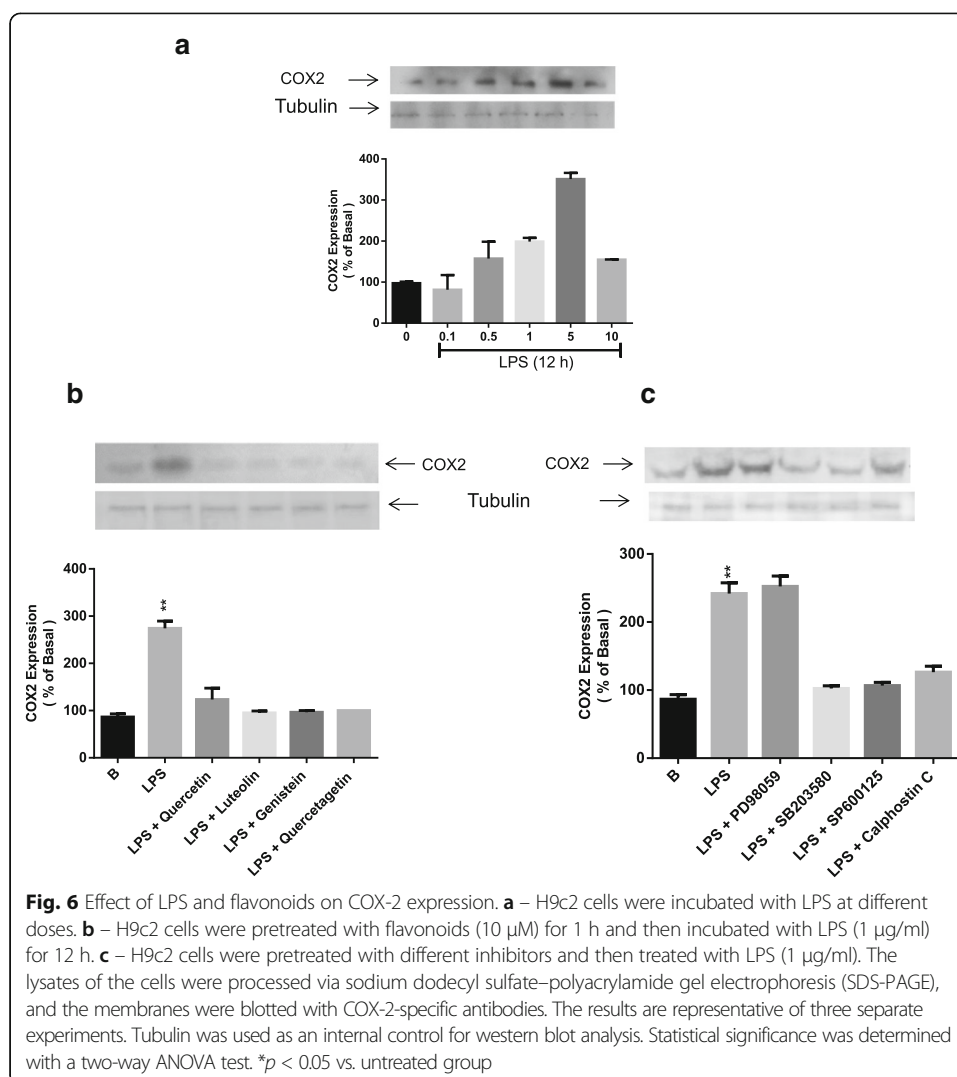 a
COX2
Tubulin
COX2 Expression
( % of Basal )
400
300
200
100
0
0 0.1 0.5 1 5 10
LPS (12 h)
b
c
COX2
COX2
Tubulin
COX2 Expression
( % of Basal )
400
300
200
100
0
**
B
LPS
LPS + Quercetin
LPS + Luteolin
LPS + Genistein
LPS + Quercetagetin
COX2 Expression
( % of Basal )
300
200
100
0
**
B
LPS
LPS + PD98059
LPS + SB203580
LPS + SP600125
LPS + Calphostin C
Fig. 6 Effect of LPS and flavonoids on COX-2 expression. a – H9c2 cells were incubated with LPS at different
doses. b – H9c2 cells were pretreated with flavonoids (10 μM) for 1 h and then incubated with LPS (1 μg/ml)
for 12 h. c – H9c2 cells were pretreated with different inhibitors and then treated with LPS (1 μg/ml). The
lysates of the cells were processed via sodium dodecyl sulfate–polyacrylamide gel electrophoresis (SDS-PAGE),
and the membranes were blotted with COX-2-specific antibodies. The results are representative of three separate
experiments. Tubulin was used as an internal control for western blot analysis. Statistical significance was determined
with a two-way ANOVA test. *p < 0.05 vs. untreated group